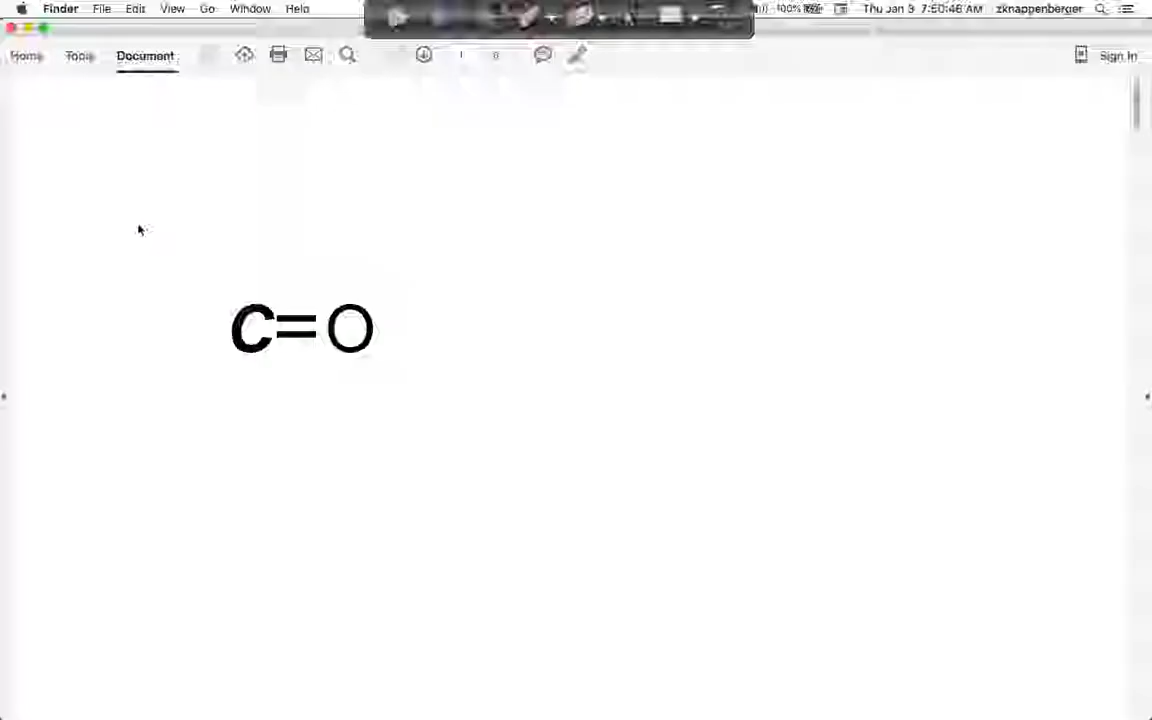 Finder File Edit View Go Window Help 100% Thu Jan 3 7:50:46 AM zknappenberger
Home Tools Document Sign In
C=O